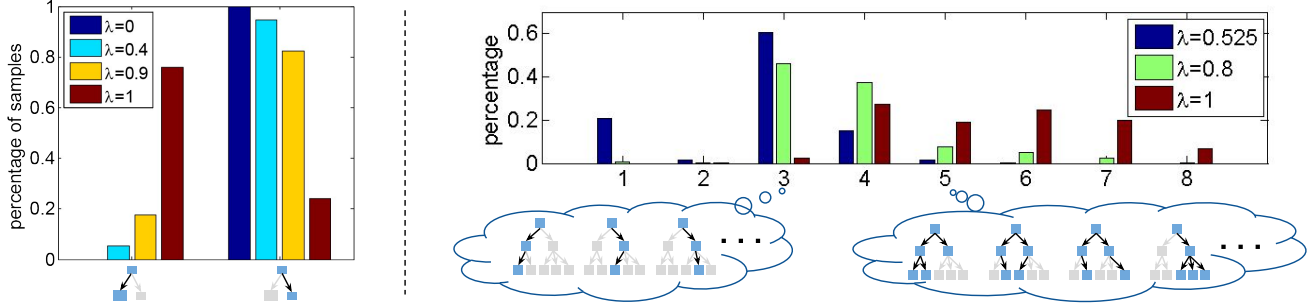 percentage of samples
1
0.8
0.6
0.4
0.2
0
λ=0
λ=0.4
λ=0.9
λ=1
percentage
0.6
0.4
0.2
0
λ=0.525
λ=0.8
λ=1
1 2 3 4 5 6 7 8
. . .
. . .